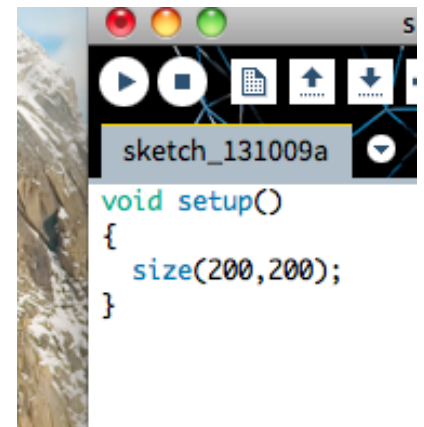 s
sketch_131009a
void setup()
{
  size(200,200);
}